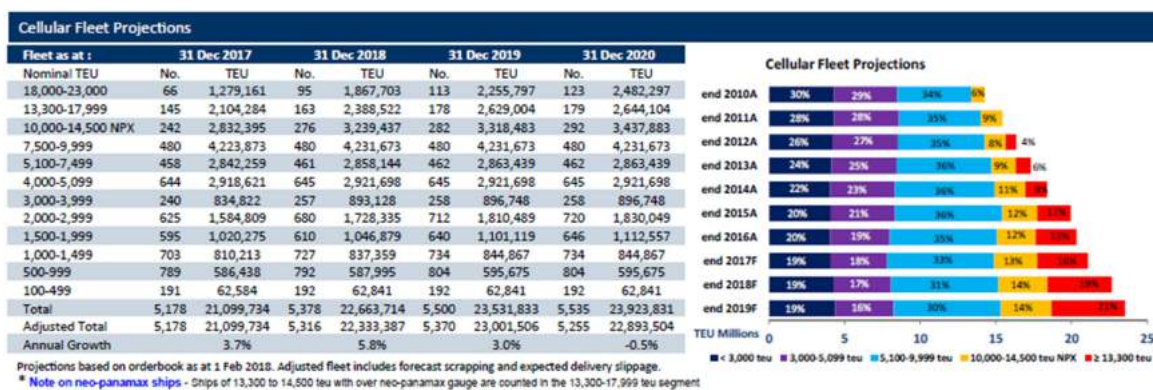 Cellular Fleet Projections
Fleet as at : 31 Dec 2017 31 Dec 2018 31 Dec 2019 31 Dec 2020
Nominal TEU No. TEU No. TEU No. TEU No. TEU
18,000-23,000 66 1,279,161 95 1,867,703 113 2,255,797 123 2,482,297
13,300-17,999 145 2,104,284 163 2,388,522 178 2,629,004 179 2,644,104
10,000-14,500 NPX 242 2,832,395 276 3,239,437 282 3,318,483 292 3,437,883
7,500-9,999 480 4,223,873 480 4,231,673 480 4,231,673 480 4,231,673
5,100-7,499 458 2,842,259 461 2,858,144 462 2,863,439 462 2,863,439
4,000-5,099 644 2,918,621 645 2,921,698 645 2,921,698 645 2,921,698
3,000-3,999 240 834,822 257 893,128 258 896,748 258 896,748
2,000-2,999 625 1,584,809 680 1,728,335 712 1,810,489 720 1,830,049
1,500-1,999 595 1,020,275 610 1,046,879 640 1,101,119 646 1,112,557
1,000-1,499 703 810,213 727 837,359 734 844,867 734 844,867
500-999 789 586,438 792 587,995 804 595,675 804 595,675
100-499 191 62,584 192 62,841 192 62,841 192 62,841
Total 5,178 21,099,734 5,378 22,663,714 5,500 23,531,833 5,535 23,923,831
Adjusted Total 5,178 21,099,734 5,316 22,333,387 5,370 23,001,506 5,255 22,893,504
Annual Growth 3.7% 5.8% 3.0% -0.5%
Projections based on orderbook as at 1 Feb 2018. Adjusted fleet includes forecast scrapping and expected delivery slippage.
* Note on neo-panamax ships - Ships of 13,300 to 14,500 teu with over neo-panamax gauge are counted in the 13,300-17,999 teu segment
Cellular Fleet Projections
end 2010A 30% 29% 34% 6%
end 2011A 28% 28% 35% 9%
end 2012A 26% 27% 35% 8% 4%
end 2013A 24% 25% 36% 9% 6%
end 2014A 22% 23% 36% 11% 8%
end 2015A 20% 21% 36% 12% 11%
end 2016A 20% 19% 35% 12%
end 2017F 19% 18% 33% 13% 16%
end 2018F 19% 17% 31% 14% 19%
end 2019F 19% 16% 30% 14% 21%
TEU Millions 0 5 10 15 20 25
< 3,000 teu 3,000-5,099 teu 5,100-9,999 teu 10,000-14,500 teu NPX ≥ 13,300 teu